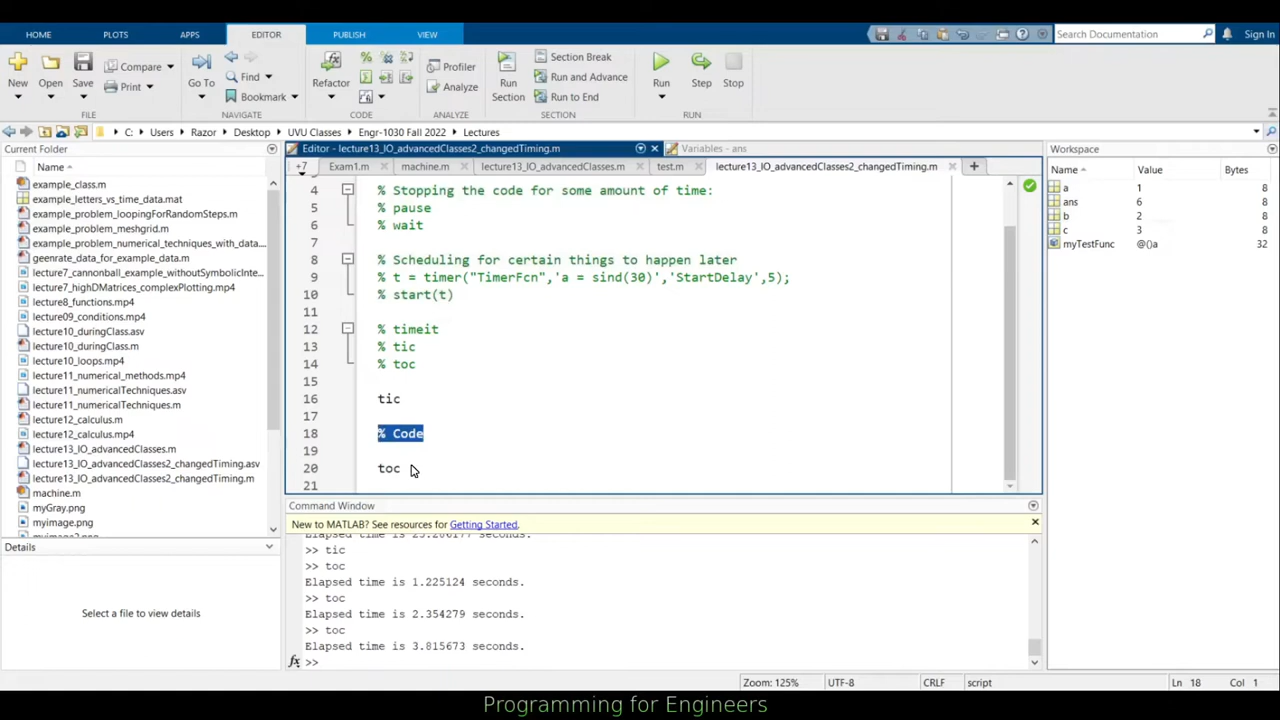 HOME PLOTS APPS EDITOR PUBLISH VIEW Search Documentation Sign In
New Open Save Compare Print Go To Find Bookmark Refactor Profiler Analyze Run Section Section Break Run and Advance Run to End Run Step Stop
FILE NAVIGATE CODE ANALYZE SECTION RUN
C: Users Razor Desktop UVU Classes Engr-1030 Fall 2022 Lectures
Current Folder
Name
example_class.m
example_letters_vs_time_data.mat
example_problem_loopingForRandomSteps.m
example_problem_meshgrid.m
example_problem_numerical_techniques_with_data...
geenrate_data_for_example.m
lecture7_cannonball_example_withoutSymbolicInte...
lecture7_highDMatrices_complexPlotting.mp4
lecture8_functions.mp4
lecture09_conditions.mp4
lecture10_duringClass.asv
lecture10_duringClass.m
lecture10_loops.mp4
lecture11_numerical_methods.mp4
lecture11_numericalTechniques.asv
lecture11_numericalTechniques.m
lecture12_calculus.m
lecture12_calculus.mp4
lecture13_IO_advancedClasses.m
lecture13_IO_advancedClasses2_changedTiming.asv
lecture13_IO_advancedClasses2_changedTiming.m
machine.m
myGray.png
myimage.png
Details
Select a file to view details
Editor - lecture13_IO_advancedClasses2_changedTiming.m Variables - ans
+7 Exam1.m machine.m lecture13_IO_advancedClasses.m test.m lecture13_IO_advancedClasses2_changedTiming.m
4 % Stopping the code for some amount of time:
5 % pause
6 % wait
7
8 % Scheduling for certain things to happen later
9 % t = timer("TimerFcn",'a = sind(30)','StartDelay',5);
10 % start(t)
11
12 % timeit
13 % tic
14 % toc
15
16 tic
17
18 % Code
19
20 toc
21
Command Window
New to MATLAB? See resources for Getting Started.
>> tic
>> toc
Elapsed time is 1.225124 seconds.
>> toc
Elapsed time is 2.354279 seconds.
>> toc
Elapsed time is 3.815673 seconds.
fx >>
Workspace
Name Value Bytes
a 1 8
ans 6 8
b 2 8
c 3 8
myTestFunc @()a 32
Zoom: 125% UTF-8 CRLF script Ln 18 Col 1
Programming for Engineers